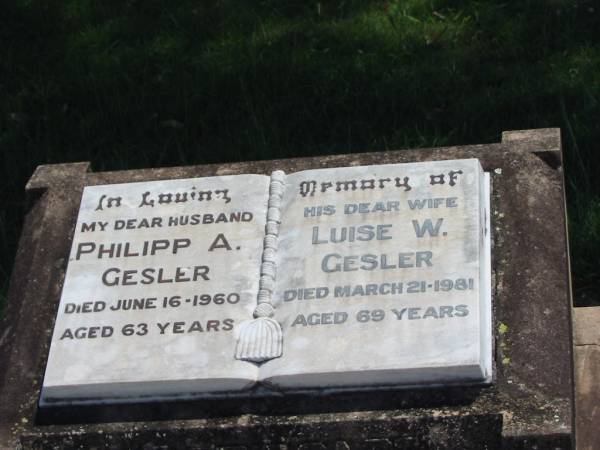 In Loving
MY DEAR HUSBAND
PHILIPP A.
GESLER
DIED JUNE 16-1960
AGED 63 YEARS
Memory of
HIS DEAR WIFE
LUISE W.
GESLER
DIED MARCH 21-1981
AGED 69 YEARS